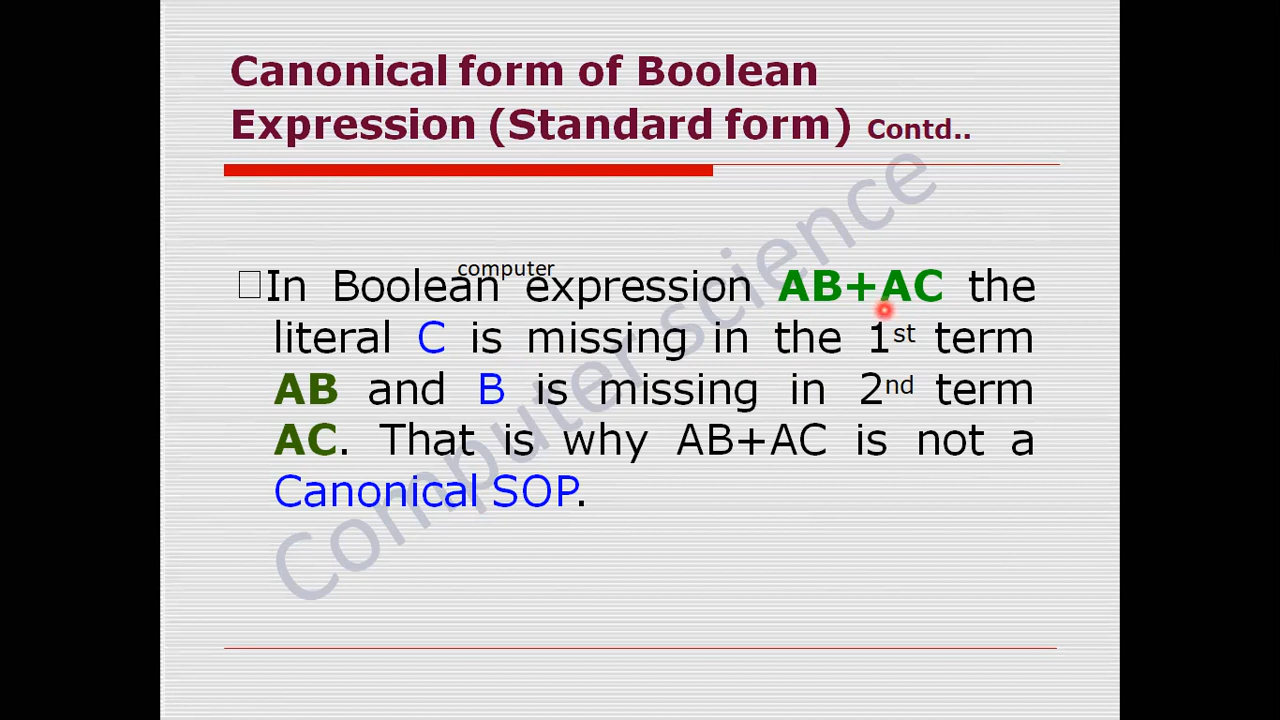 Canonical form of Boolean
Expression (Standard form) Contd..
computer
In Boolean expression AB+AC the
literal C is missing in the 1st term
AB and B is missing in 2nd term
AC. That is why AB+AC is not a
Canonical SOP.
Computer science